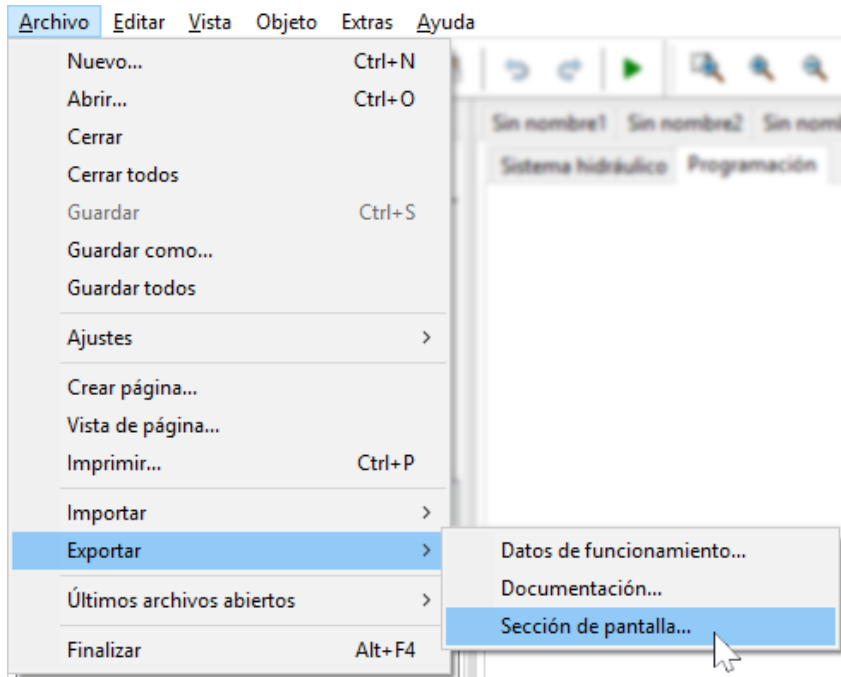 Archivo Editar Vista Objeto Extras Ayuda
Nuevo... Ctrl+N
Abrir... Ctrl+O
Cerrar
Cerrar todos
Guardar Ctrl+S
Guardar como...
Guardar todos
Ajustes
Crear página...
Vista de página...
Imprimir... Ctrl+P
Importar
Exportar
Últimos archivos abiertos
Finalizar Alt+F4
Sin nombre1 Sin nombre2 Sin
Sistema hidráulico Programación
Datos de funcionamiento...
Documentación...
Sección de pantalla...